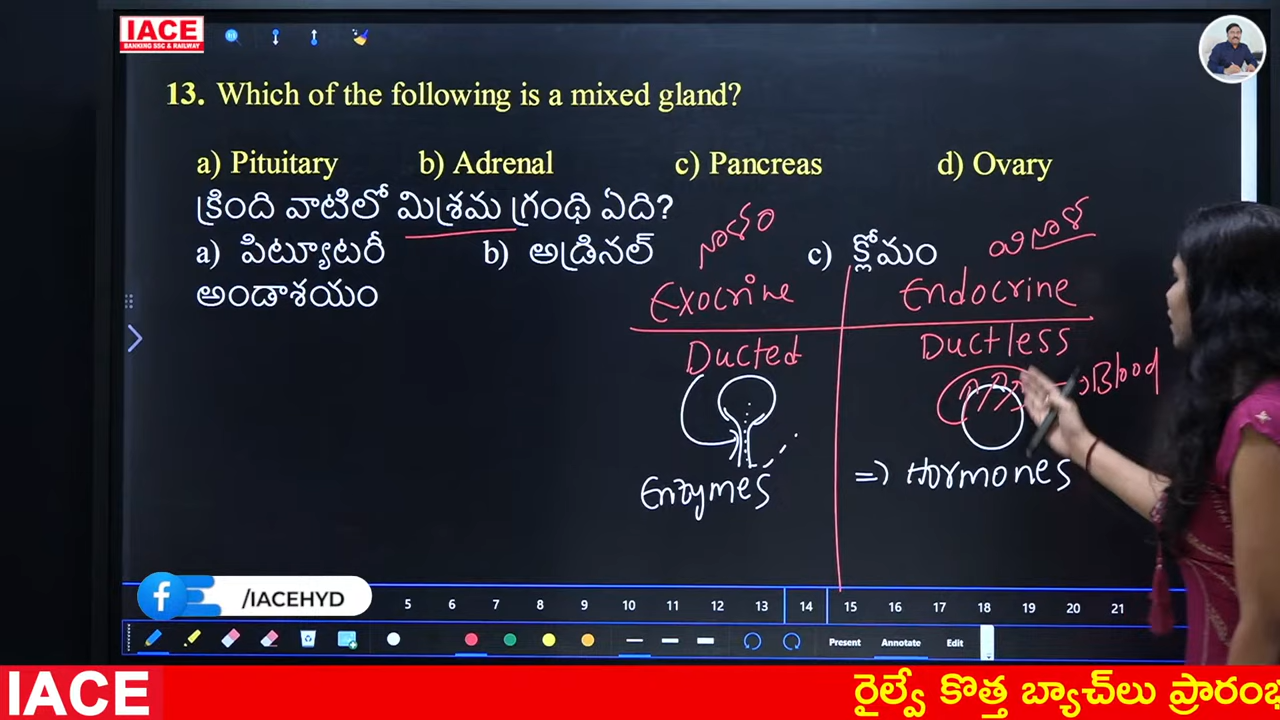 IACE
BANKING SSC & RAILWAY
13. Which of the following is a mixed gland?
a) Pituitary b) Adrenal c) Pancreas d) Ovary
క్రింది వాటిలో మిశ్రమ గ్రంథి ఏది?
a) పిట్యూటరీ b) అడ్రినల్ c) క్లోమం
అండాశయం
నాళం వినాళ
Exocrine Endocrine
Ducted Ductless
Blood
Enzymes => Hormones
/IACEHYD
5 6 7 8 9 10 11 12 13 14 15 16 17 18 19 20 21
Present Annotate Edit
IACE రైల్వే కొత్త బ్యాచ్‌లు